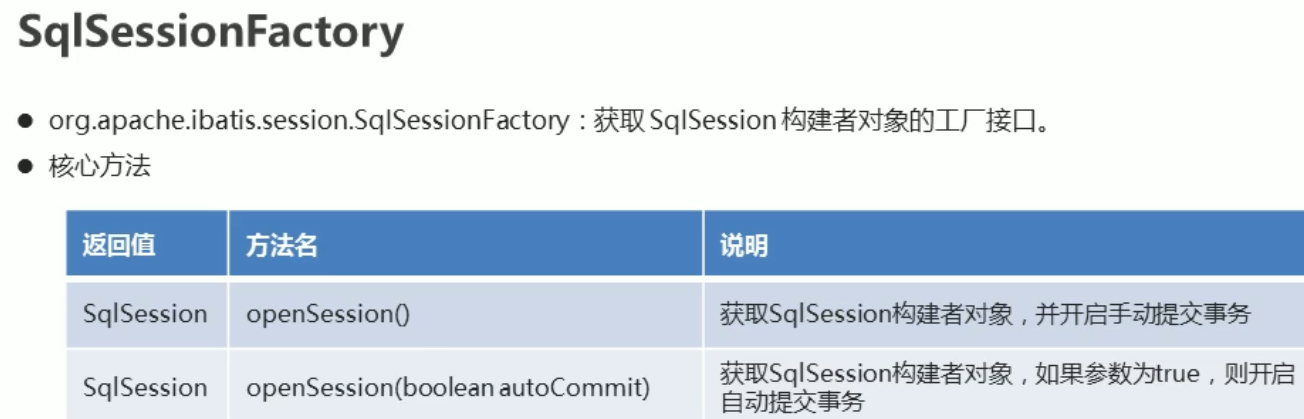 SqlSessionFactory
● org.apache.ibatis.session.SqlSessionFactory：获取 SqlSession 构建者对象的工厂接口。
● 核心方法
返回值 方法名 说明
SqlSession openSession() 获取SqlSession构建者对象，并开启手动提交事务
SqlSession openSession(boolean autoCommit) 获取SqlSession构建者对象，如果参数为true，则开启
自动提交事务